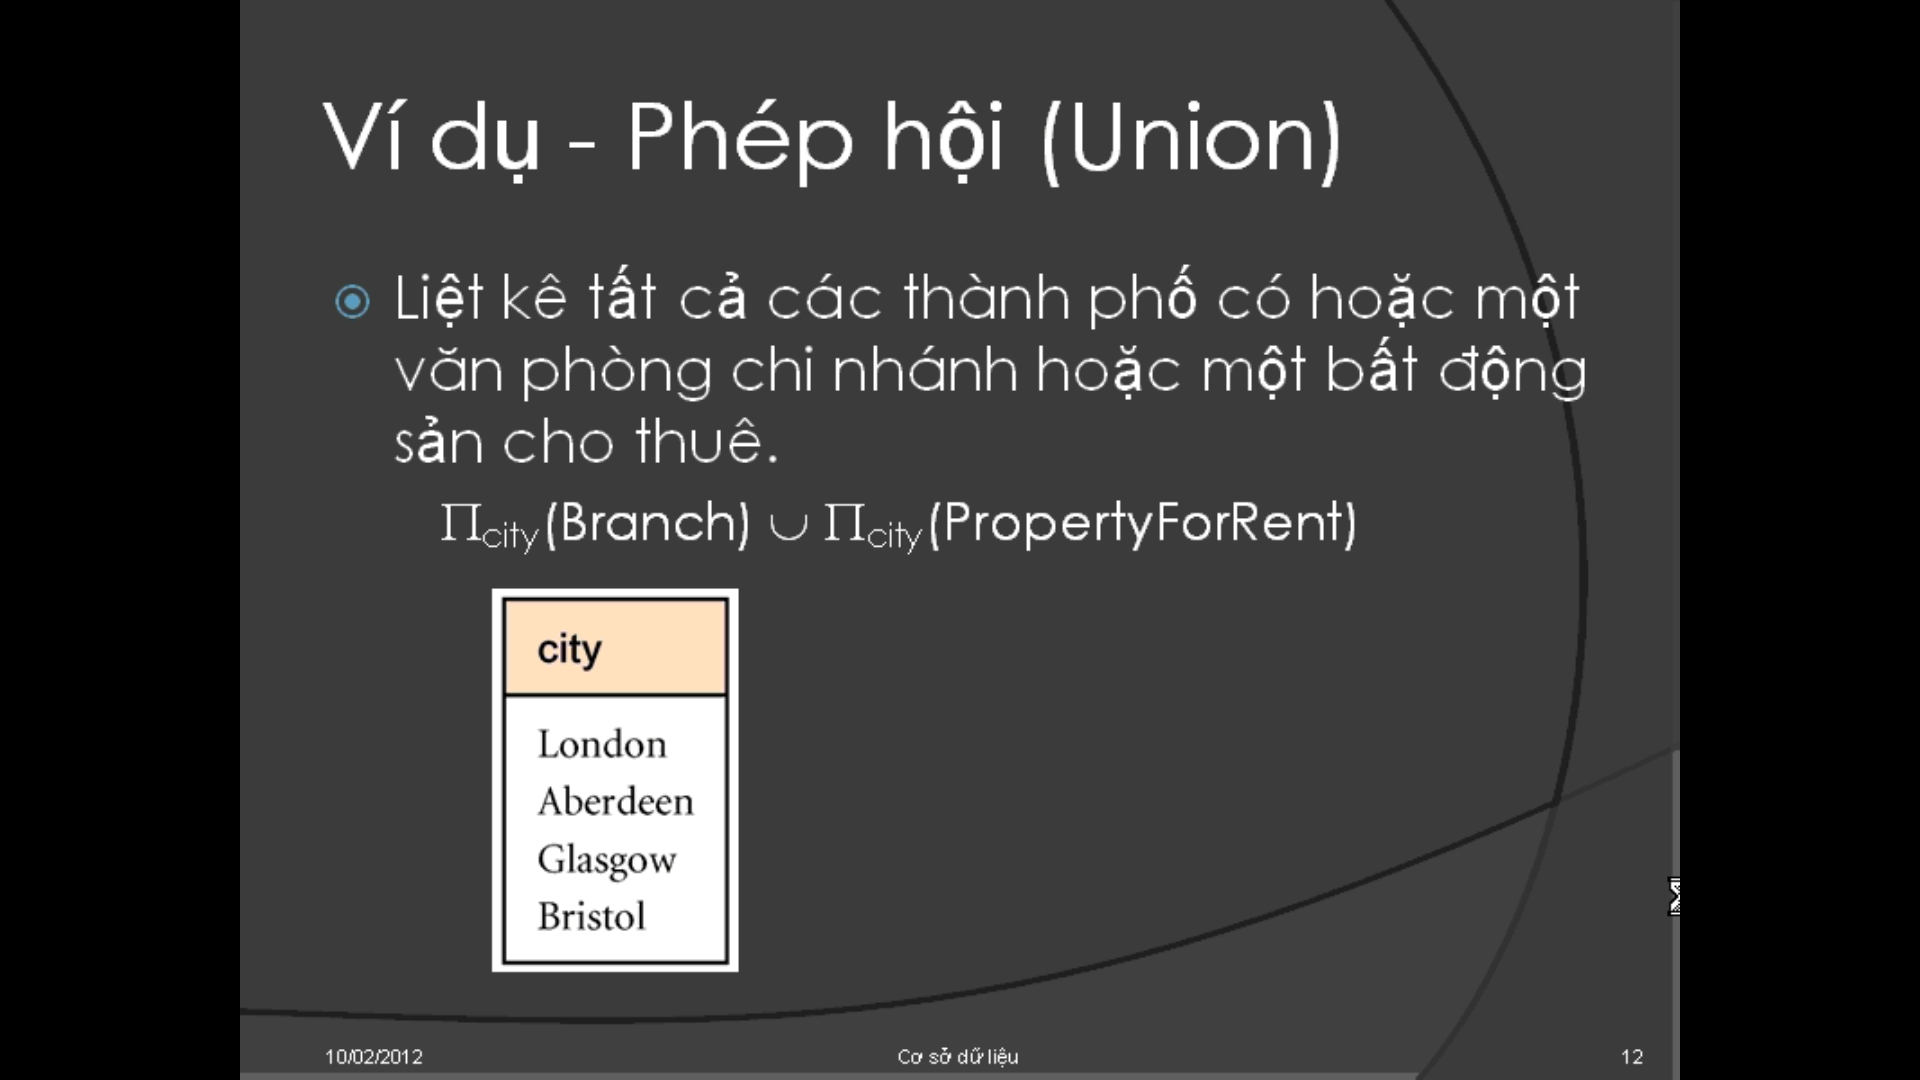 Ví dụ - Phép hội (Union)
Liệt kê tất cả các thành phố có hoặc một
văn phòng chi nhánh hoặc một bất động
sản cho thuê.
∏city(Branch) ∪ ∏city(PropertyForRent)
city
London
Aberdeen
Glasgow
Bristol
10/02/2012
Cơ sở dữ liệu
12